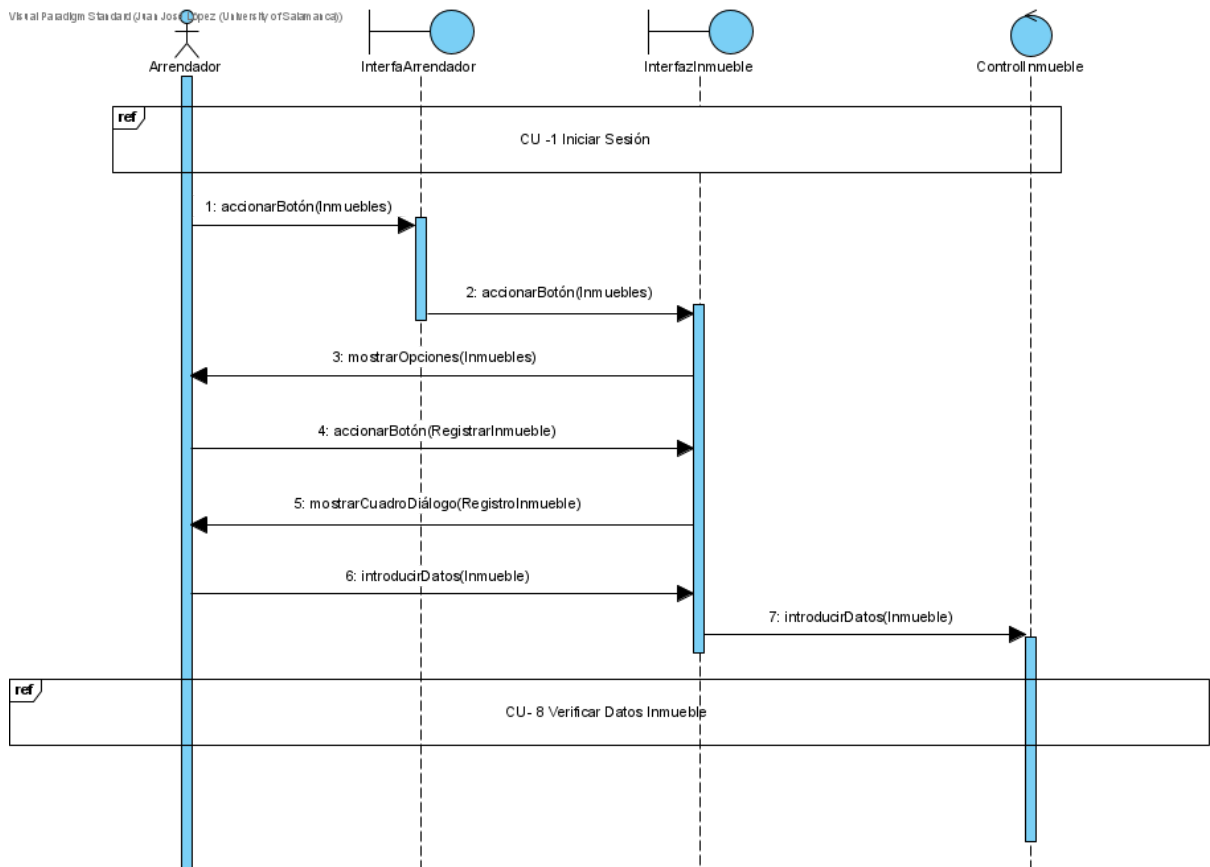 Visual Paradigm Standard (Juan José López (University of Salamanca))
Arrendador
InterfaArrendador
InterfazInmueble
ControlInmueble
ref
CU -1 Iniciar Sesión
1: accionarBotón(Inmuebles)
2: accionarBotón(Inmuebles)
3: mostrarOpciones(Inmuebles)
4: accionarBotón(RegistrarInmueble)
5: mostrarCuadroDiálogo(RegistroInmueble)
6: introducirDatos(Inmueble)
7: introducirDatos(Inmueble)
ref
CU- 8 Verificar Datos Inmueble